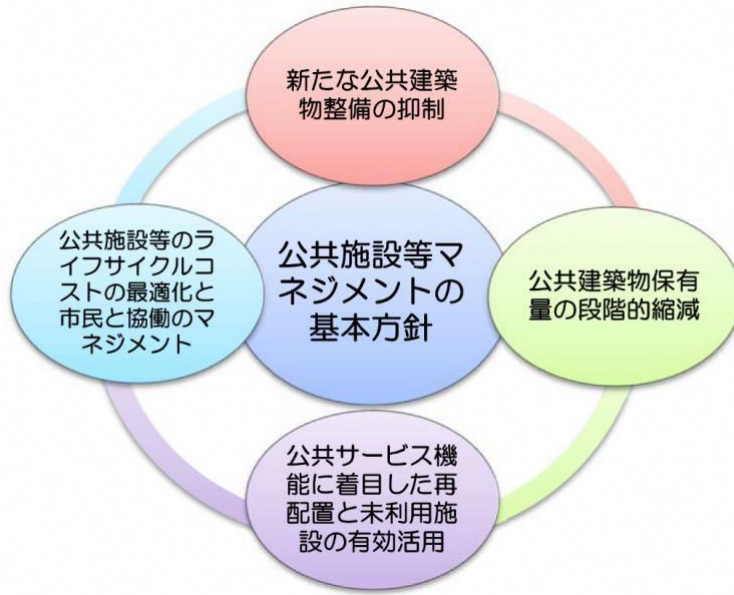 新たな公共建築
物整備の抑制
公共施設等のラ
イフサイクルコ
ストの最適化と
市民と協働のマ
ネジメント
公共施設等マ
ネジメントの
基本方針
公共建築物保有
量の段階的縮減
公共サービス機
能に着目した再
配置と未利用施
設の有効活用